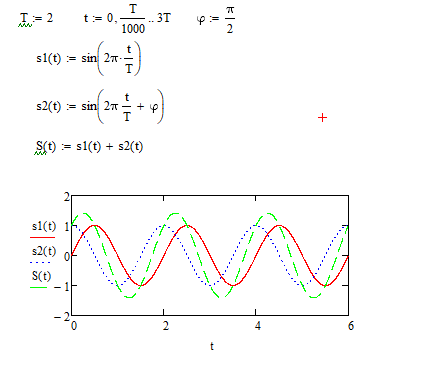 T := 2 t := 0, T/1000 .. 3T φ := π/2
s1(t) := sin(2π·t/T)
s2(t) := sin(2π t/T + φ)
S(t) := s1(t) + s2(t)
2
s1(t) 1
s2(t) 0
S(t) −1
−2
0 2 4 6
t